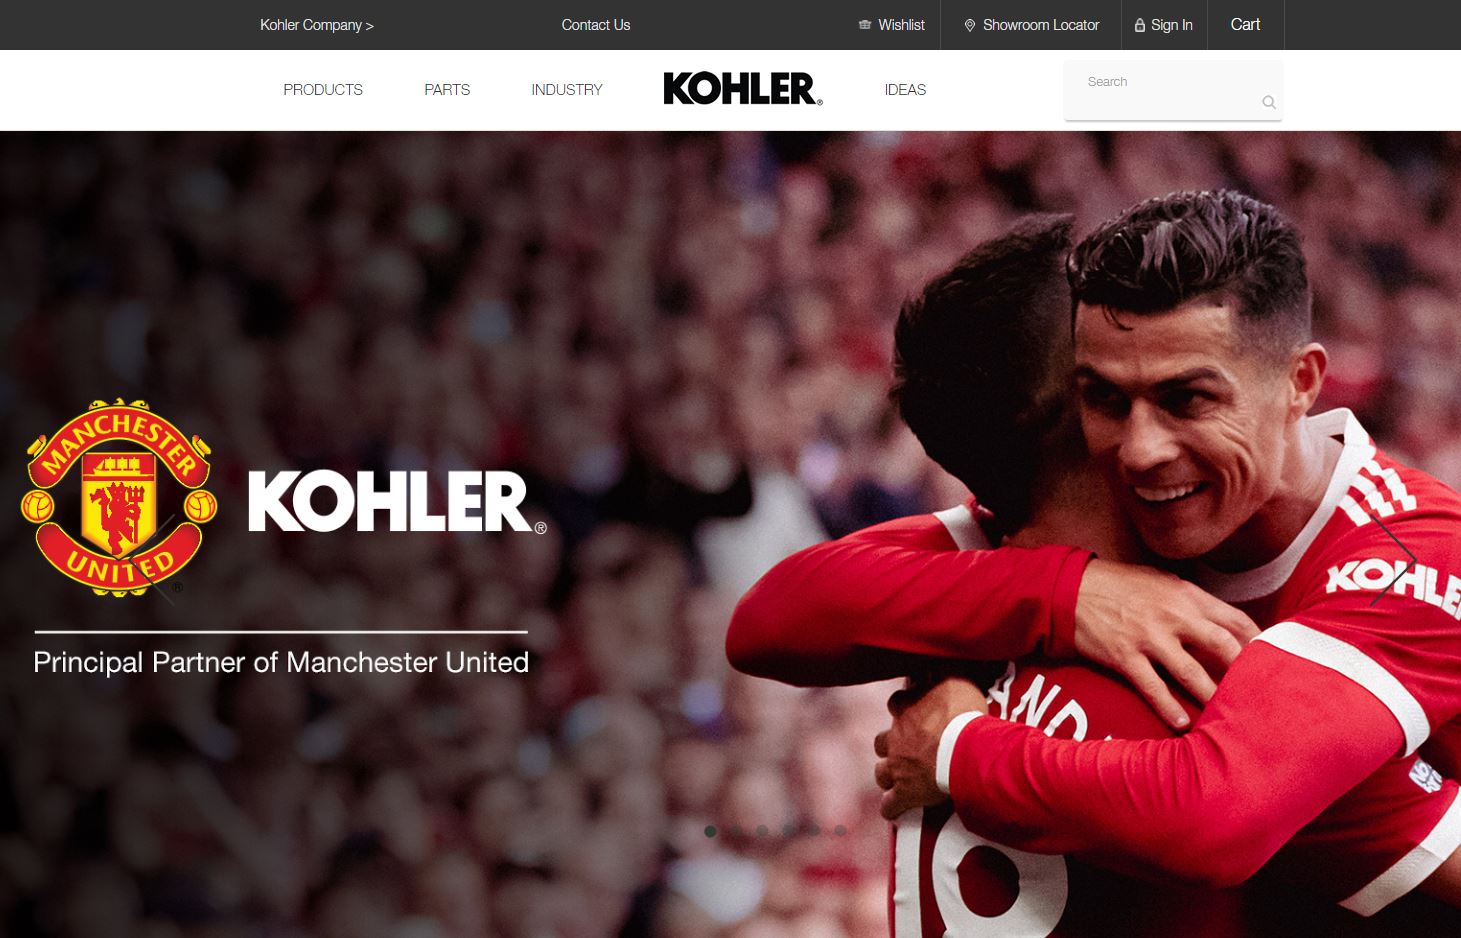 Kohler Company >
Contact Us
Wishlist
Showroom Locator
Sign In
Cart
PRODUCTS
PARTS
INDUSTRY
KOHLER®
IDEAS
Search
MANCHESTER
UNITED
®
KOHLER®
Principal Partner of Manchester United
KOHLER